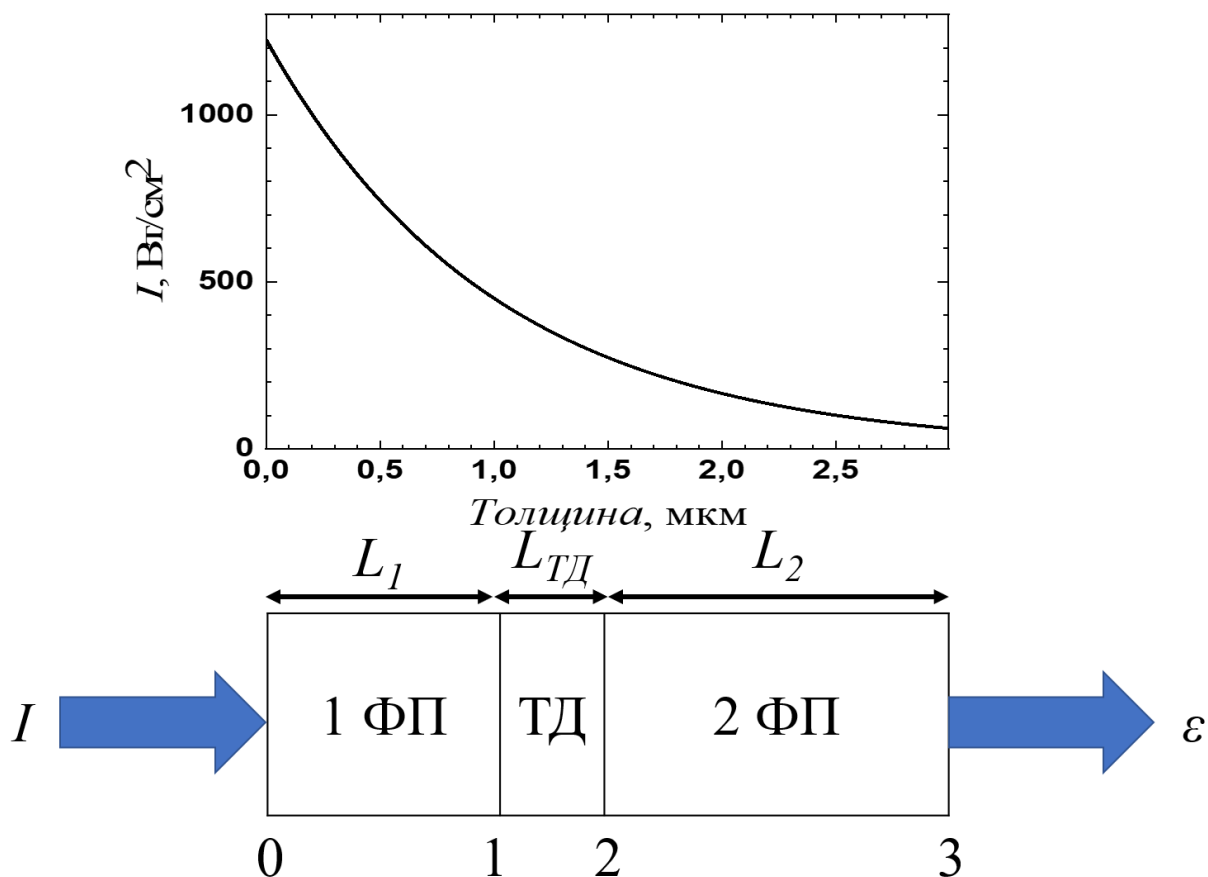 1000
500
0
I, Вт/см²
0,0 0,5 1,0 1,5 2,0 2,5
Толщина, мкм
L₁ L_ТД L₂
I 1 ФП ТД 2 ФП ε
0 1 2 3